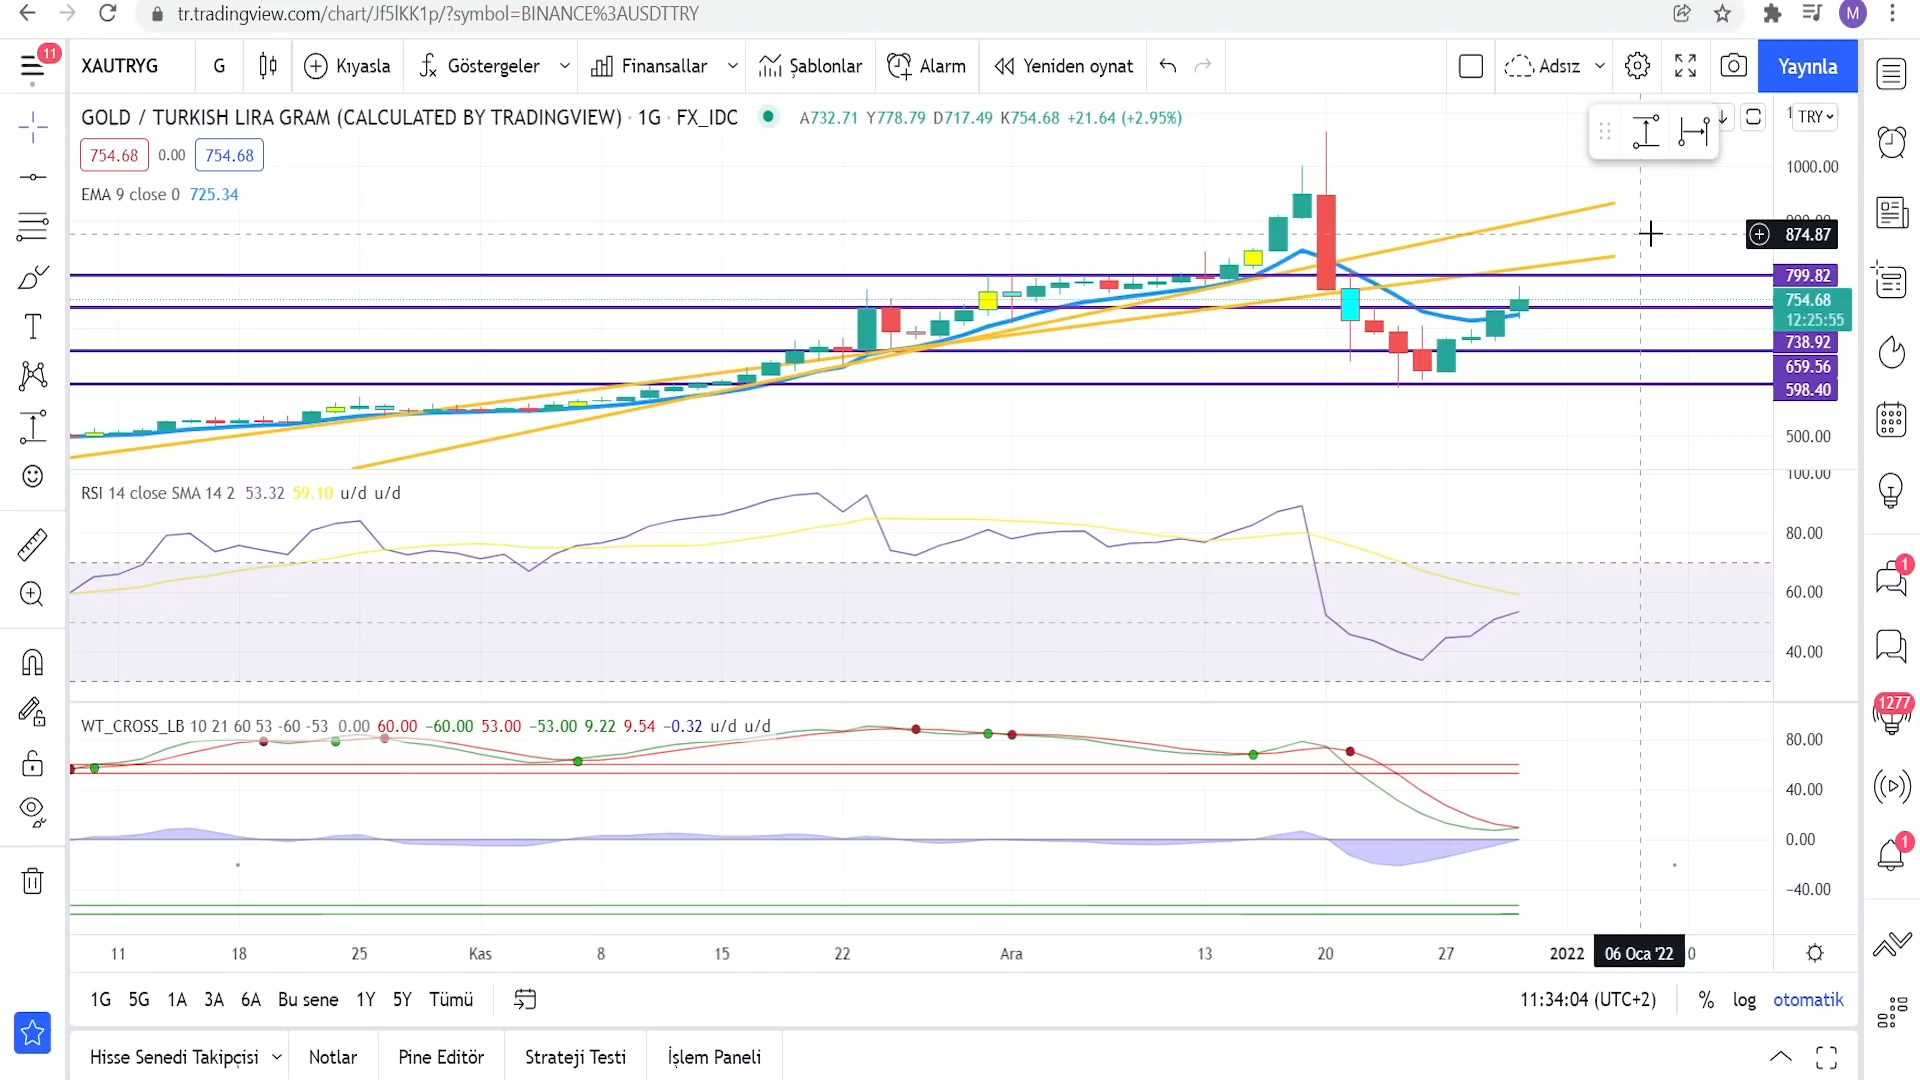 tr.tradingview.com/chart/Jf5lKK1p/?symbol=BINANCE%3AUSDTTRY
M
11
XAUTRYG
G
Kıyasla
Göstergeler
Finansallar
Şablonlar
Alarm
Yeniden oynat
Adsız
Yayınla
GOLD / TURKISH LIRA GRAM (CALCULATED BY TRADINGVIEW) · 1G · FX_IDC
A732.71 Y778.79 D717.49 K754.68 +21.64 (+2.95%)
TRY
754.68 0.00 754.68
EMA 9 close 0 725.34
1000.00
874.87
799.82
754.68
12:25:55
738.92
659.56
598.40
500.00
100.00
RSI 14 close SMA 14 2 53.32 59.10 u/d u/d
80.00
60.00
40.00
WT_CROSS_LB 10 21 60 53 -60 -53 0.00 60.00 −60.00 53.00 −53.00 9.22 9.54 −0.32 u/d u/d
80.00
40.00
0.00
−40.00
11 18 25 Kas 8 15 22 Ara 13 20 27 2022 06 Oca '22 0
1G 5G 1A 3A 6A Bu sene 1Y 5Y Tümü
11:34:04 (UTC+2) % log otomatik
Hisse Senedi Takipçisi
Notlar
Pine Editör
Strateji Testi
İşlem Paneli
1
1277
1